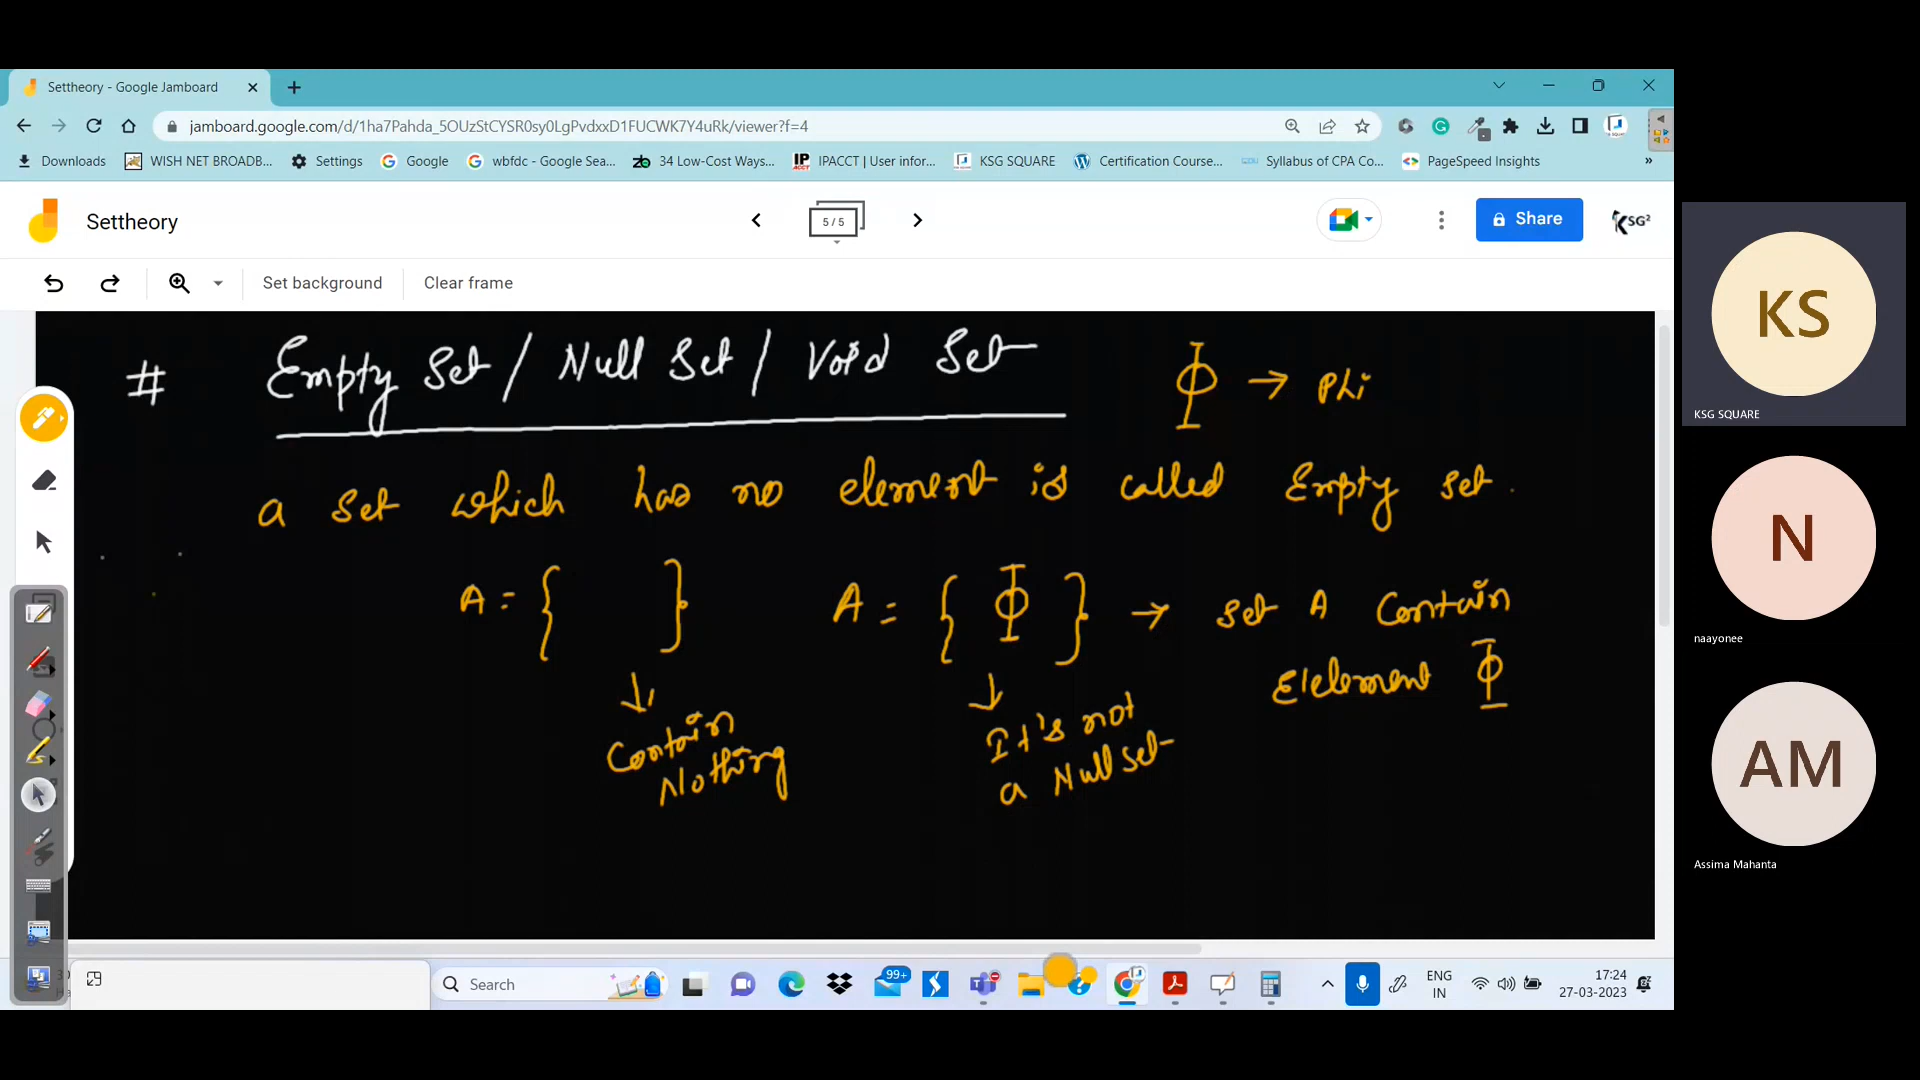 Settheory - Google Jamboard
jamboard.google.com/d/1ha7Pahda_5OUzStCYSR0sy0LgPvdxxD1FUCWK7Y4uRk/viewer?f=4
Downloads WISH NET BROADB... Settings Google wbfdc - Google Sea... 34 Low-Cost Ways... IPACCT | User infor... KSG SQUARE Certification Course... Syllabus of CPA Co... PageSpeed Insights »
Settheory
5 / 5
Share
KSG²
Set background
Clear frame
# Empty Set / Null Set / Void Set
Φ → Phi
a set which has no element is called Empty set.
A = { }
A = { Φ } → Set A Contain
Elelement Φ
↓ Contain
Nothing
↓ It's not
a Null set
KS
KSG SQUARE
N
naayonee
AM
Assima Mahanta
Search
99+
ENG
IN
17:24
27-03-2023